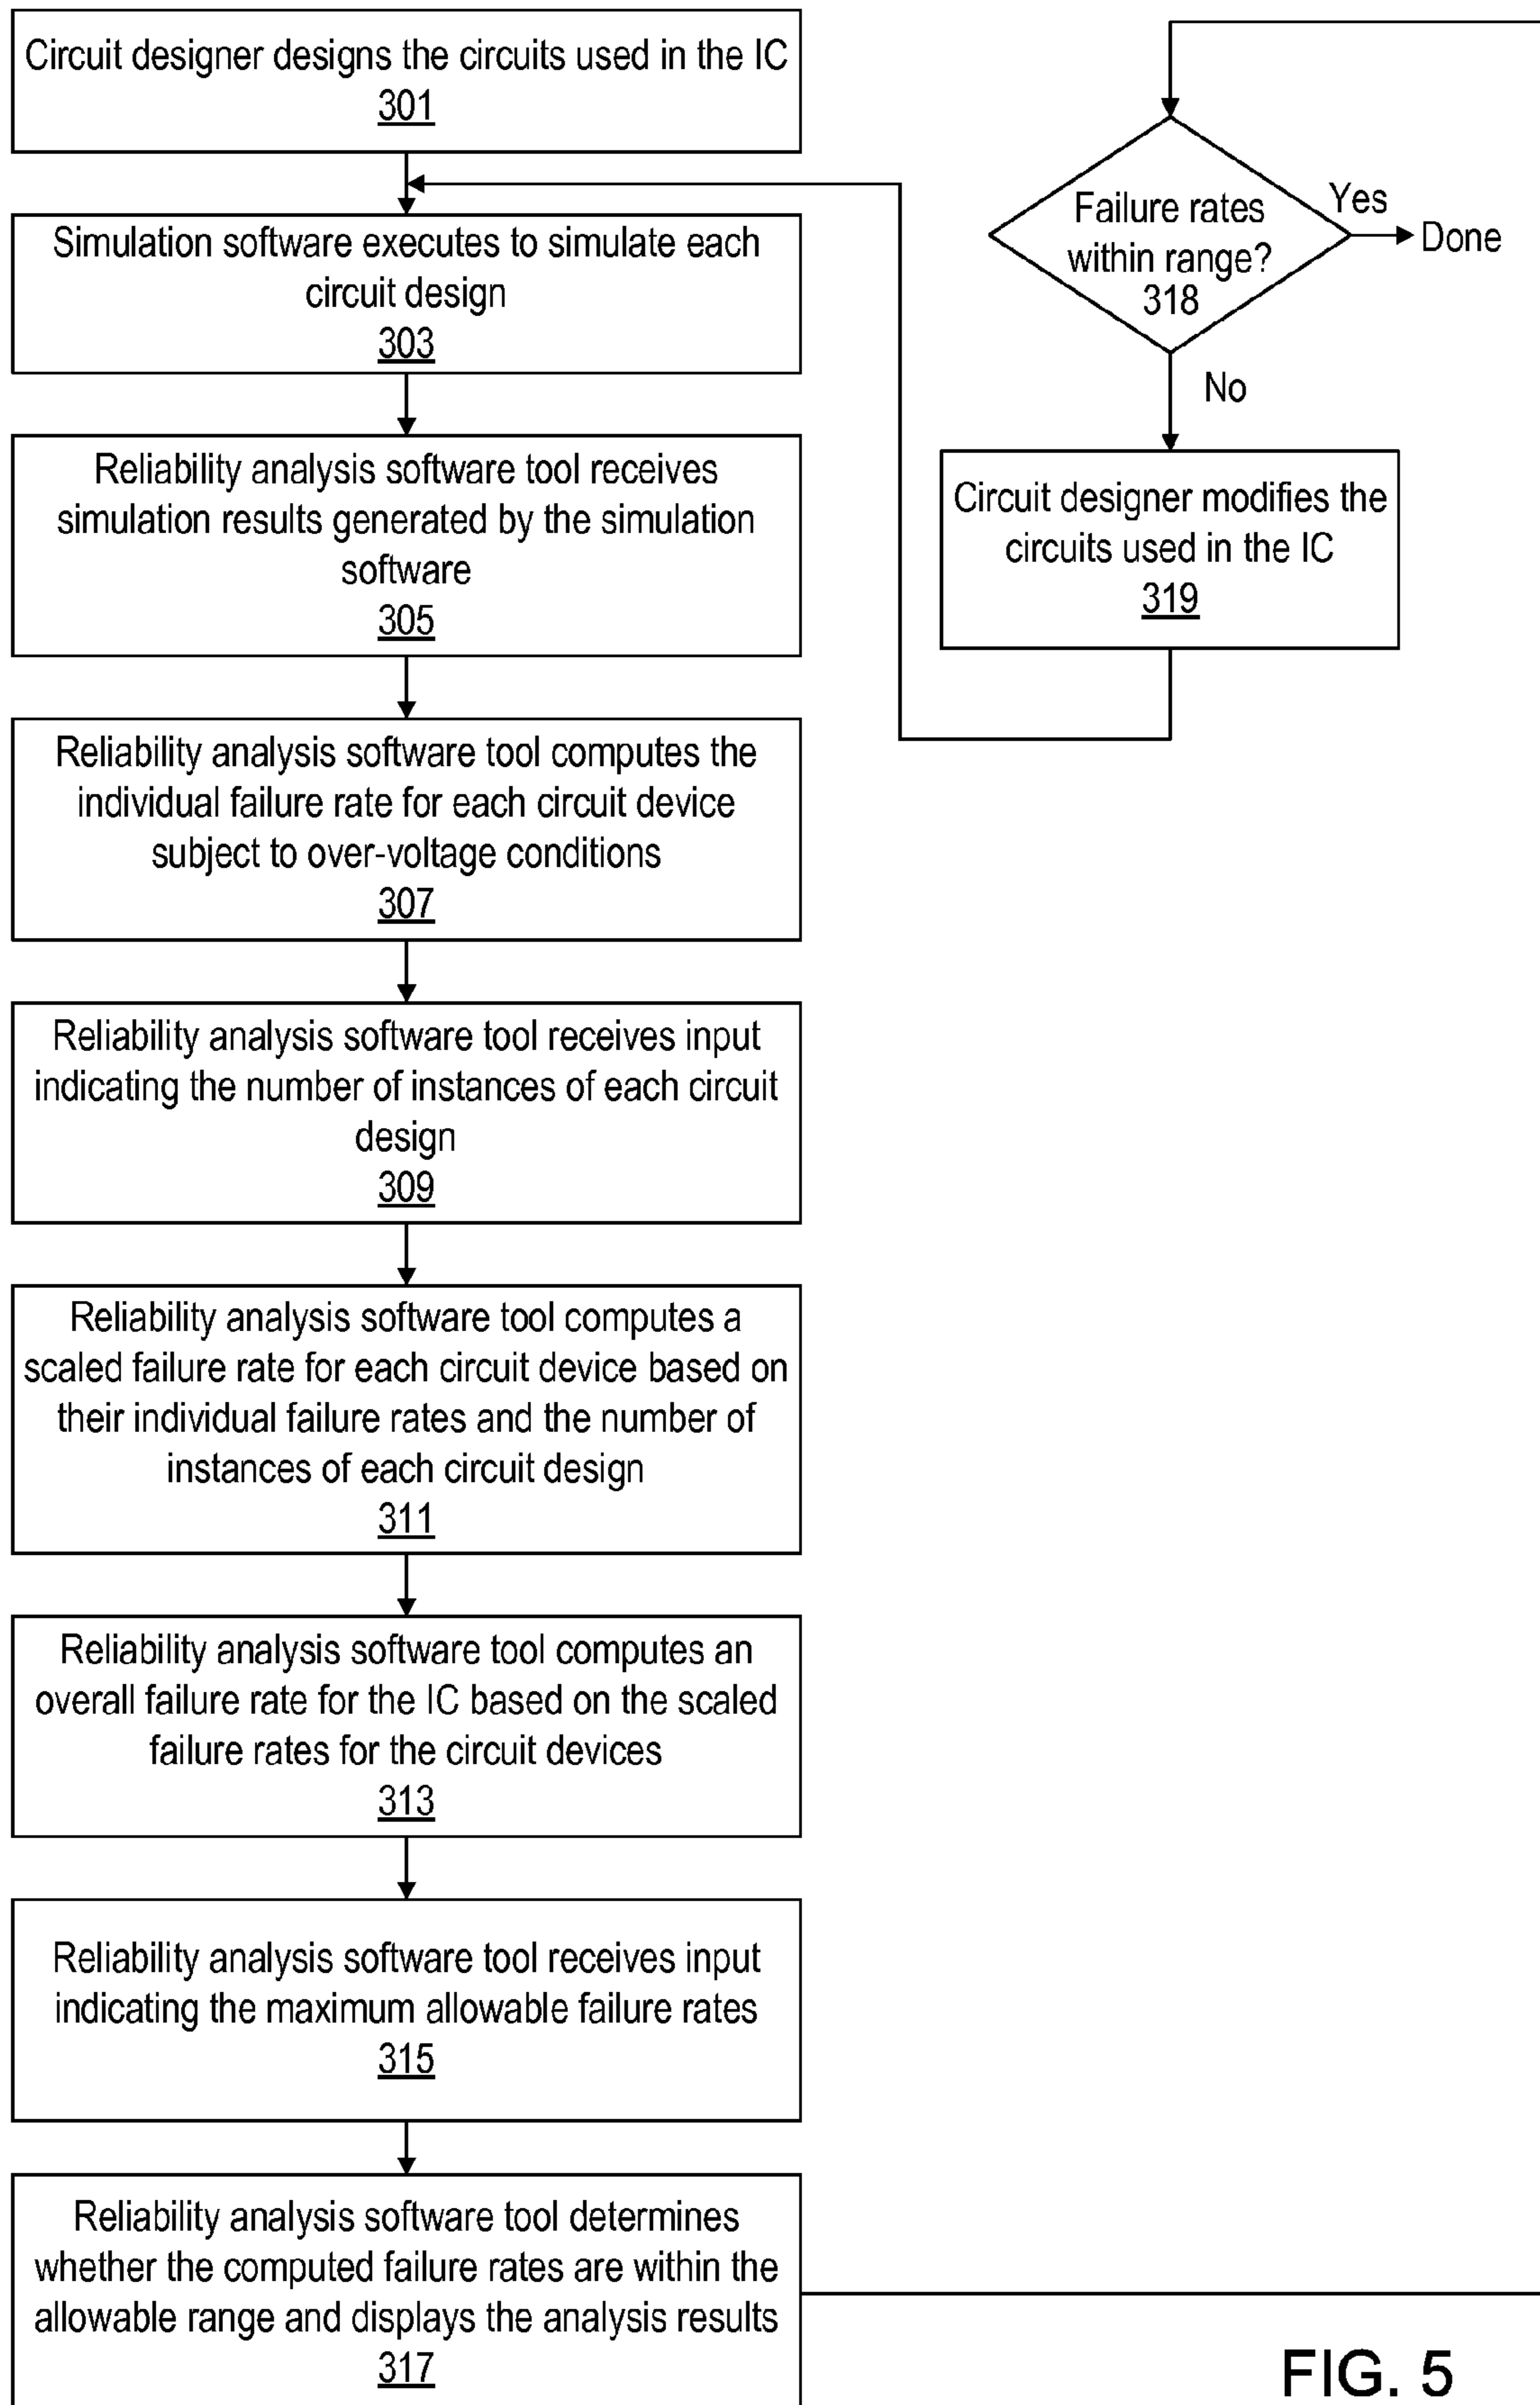 Circuit designer designs the circuits used in the IC
301
Simulation software executes to simulate each
circuit design
303
Reliability analysis software tool receives
simulation results generated by the simulation
software
305
Reliability analysis software tool computes the
individual failure rate for each circuit device
subject to over-voltage conditions
307
Reliability analysis software tool receives input
indicating the number of instances of each circuit
design
309
Reliability analysis software tool computes a
scaled failure rate for each circuit device based on
their individual failure rates and the number of
instances of each circuit design
311
Reliability analysis software tool computes an
overall failure rate for the IC based on the scaled
failure rates for the circuit devices
313
Reliability analysis software tool receives input
indicating the maximum allowable failure rates
315
Reliability analysis software tool determines
whether the computed failure rates are within the
allowable range and displays the analysis results
317
Failure rates
within range?
318
Yes
Done
No
Circuit designer modifies the
circuits used in the IC
319
FIG. 5